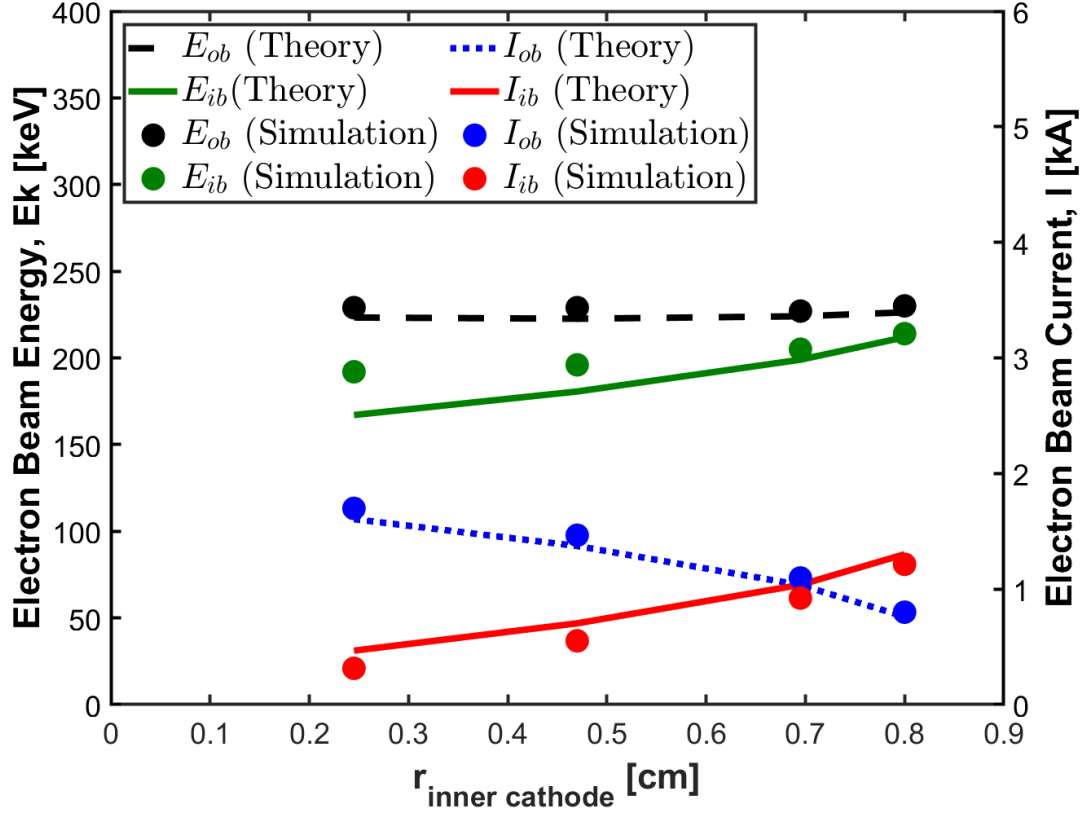 E_ob (Theory) I_ob (Theory)
E_ib(Theory) I_ib (Theory)
E_ob (Simulation) I_ob (Simulation)
E_ib (Simulation) I_ib (Simulation)
Electron Beam Energy, Ek [keV]
400
350
300
250
200
150
100
50
0
0 0.1 0.2 0.3 0.4 0.5 0.6 0.7 0.8 0.9
r_inner cathode [cm]
6
5
4
3
2
1
0
Electron Beam Current, I [kA]